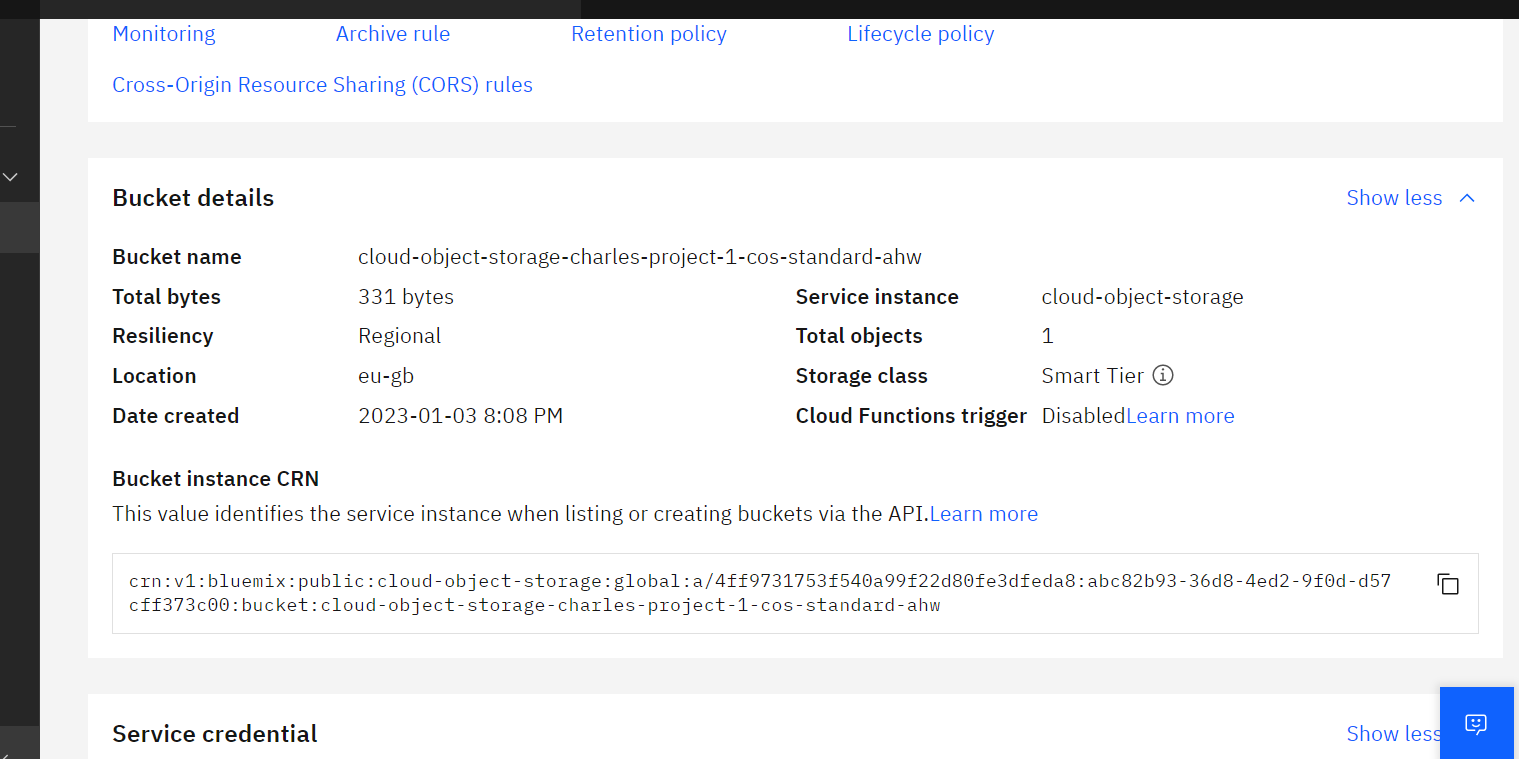 Monitoring Archive rule Retention policy Lifecycle policy
Cross-Origin Resource Sharing (CORS) rules
Bucket details Show less
Bucket name cloud-object-storage-charles-project-1-cos-standard-ahw
Total bytes 331 bytes Service instance cloud-object-storage
Resiliency Regional Total objects 1
Location eu-gb Storage class Smart Tier
Date created 2023-01-03 8:08 PM Cloud Functions trigger DisabledLearn more
Bucket instance CRN
This value identifies the service instance when listing or creating buckets via the API.Learn more
crn:v1:bluemix:public:cloud-object-storage:global:a/4ff9731753f540a99f22d80fe3dfeda8:abc82b93-36d8-4ed2-9f0d-d57
cff373c00:bucket:cloud-object-storage-charles-project-1-cos-standard-ahw
Service credential Show less